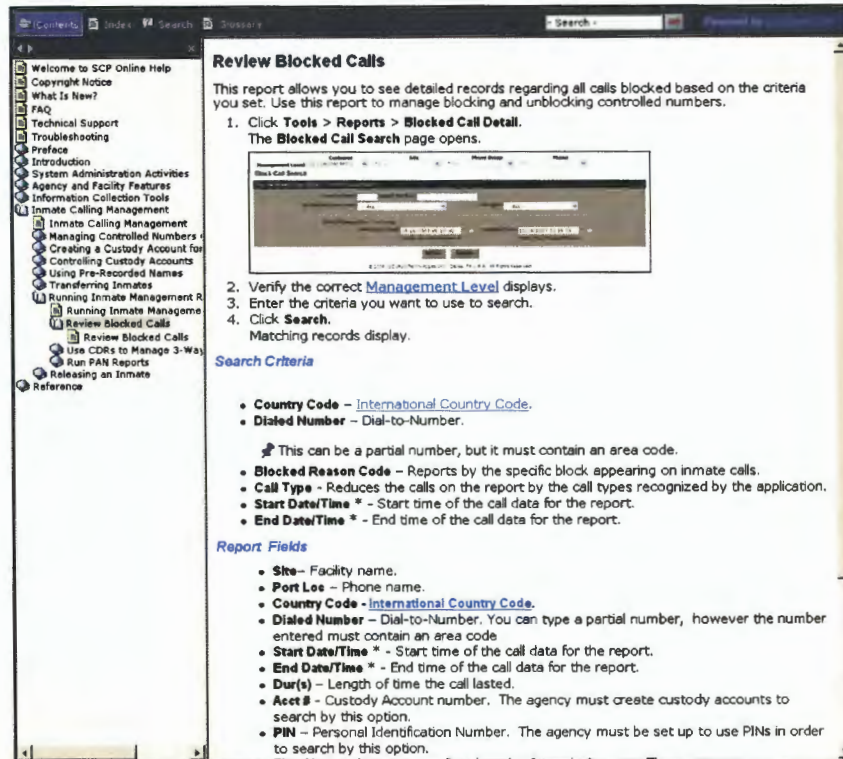 Contents Index Search Glossary
- Search -
Welcome to SCP Online Help
Copyright Notice
What Is New?
FAQ
Technical Support
Troubleshooting
Preface
Introduction
System Administration Activities
Agency and Facility Features
Information Collection Tools
Inmate Calling Management
Inmate Calling Management
Managing Controlled Numbers
Creating a Custody Account for
Controlling Custody Accounts
Using Pre-Recorded Names
Transferring Inmates
Running Inmate Management R
Running Inmate Manageme
Review Blocked Calls
Review Blocked Calls
Use CDRs to Manage 3-Way
Run PAN Reports
Releasing an Inmate
Reference
Review Blocked Calls
This report allows you to see detailed records regarding all calls blocked based on the criteria
you set. Use this report to manage blocking and unblocking controlled numbers.
1. Click Tools > Reports > Blocked Call Detail.
The Blocked Call Search page opens.
Management Level
Customer Site Phone Group Phone
Block Call Search
2. Verify the correct Management Level displays.
3. Enter the criteria you want to use to search.
4. Click Search.
Matching records display.
Search Criteria
• Country Code – International Country Code.
• Dialed Number – Dial-to-Number.
This can be a partial number, but it must contain an area code.
• Blocked Reason Code – Reports by the specific block appearing on inmate calls.
• Call Type - Reduces the calls on the report by the call types recognized by the application.
• Start Date/Time * - Start time of the call data for the report.
• End Date/Time * - End time of the call data for the report.
Report Fields
• Site– Facility name.
• Port Loc – Phone name.
• Country Code - International Country Code.
• Dialed Number – Dial-to-Number. You can type a partial number, however the number
entered must contain an area code
• Start Date/Time * - Start time of the call data for the report.
• End Date/Time * - End time of the call data for the report.
• Dur(s) – Length of time the call lasted.
• Acct # - Custody Account number. The agency must create custody accounts to
search by this option.
• PIN – Personal Identification Number. The agency must be set up to use PINs in order
to search by this option.